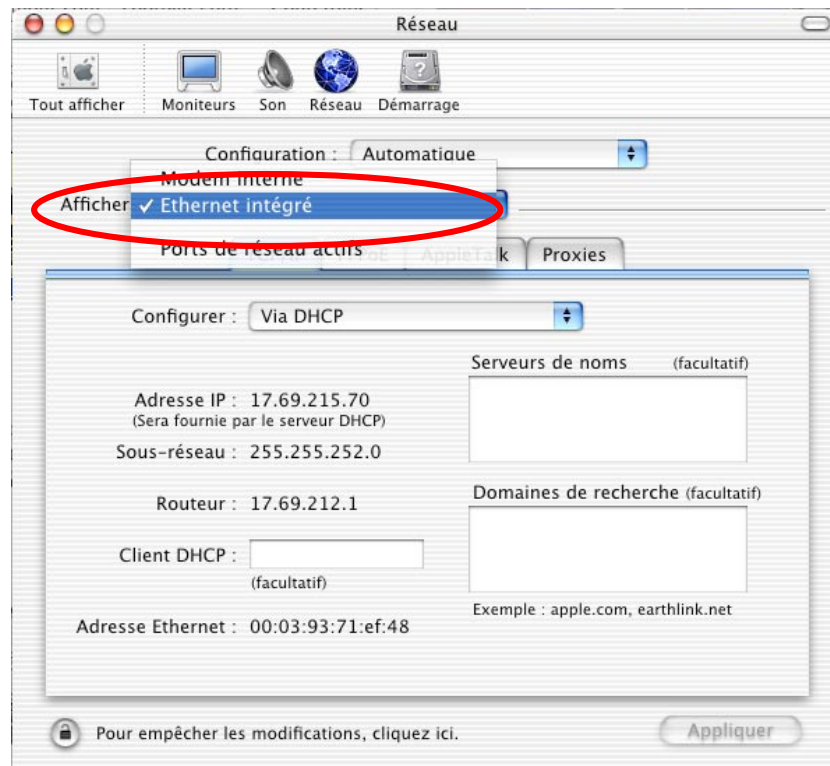 Réseau
Tout afficher Moniteurs Son Réseau Démarrage
Configuration : Automatique
Modem interne
Afficher ✓ Ethernet intégré
Ports de réseau actifs
PPPoE AppleTalk Proxies
Configurer : Via DHCP
Serveurs de noms (facultatif)
Adresse IP : 17.69.215.70
(Sera fournie par le serveur DHCP)
Sous-réseau : 255.255.252.0
Domaines de recherche (facultatif)
Routeur : 17.69.212.1
Client DHCP :
(facultatif)
Exemple : apple.com, earthlink.net
Adresse Ethernet : 00:03:93:71:ef:48
Pour empêcher les modifications, cliquez ici.
Appliquer